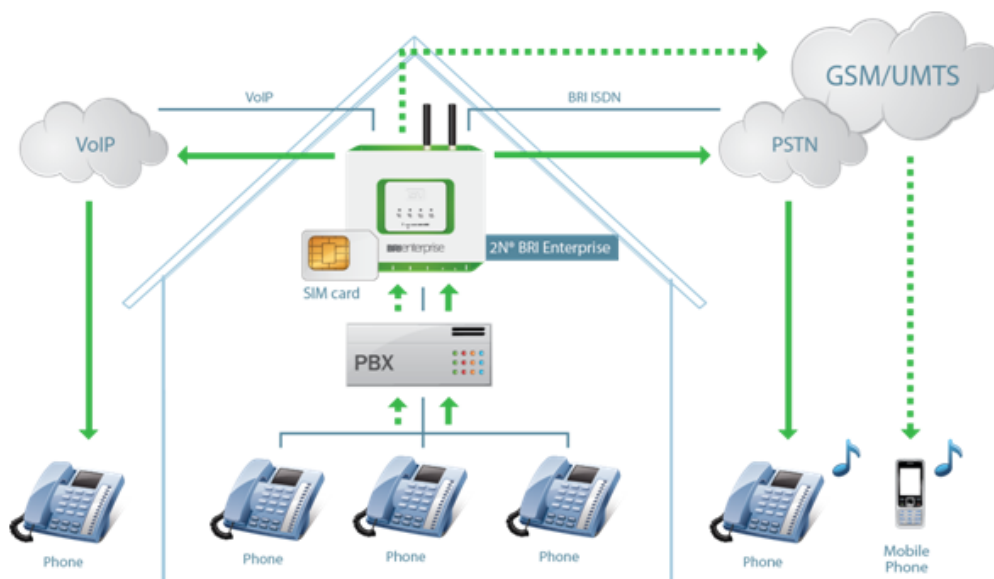 GSM/UMTS
VoIP
BRI ISDN
VoIP
PSTN
BRIenterprise
2N® BRI Enterprise
SIM card
PBX
Phone
Phone
Phone
Phone
Phone
Mobile
Phone